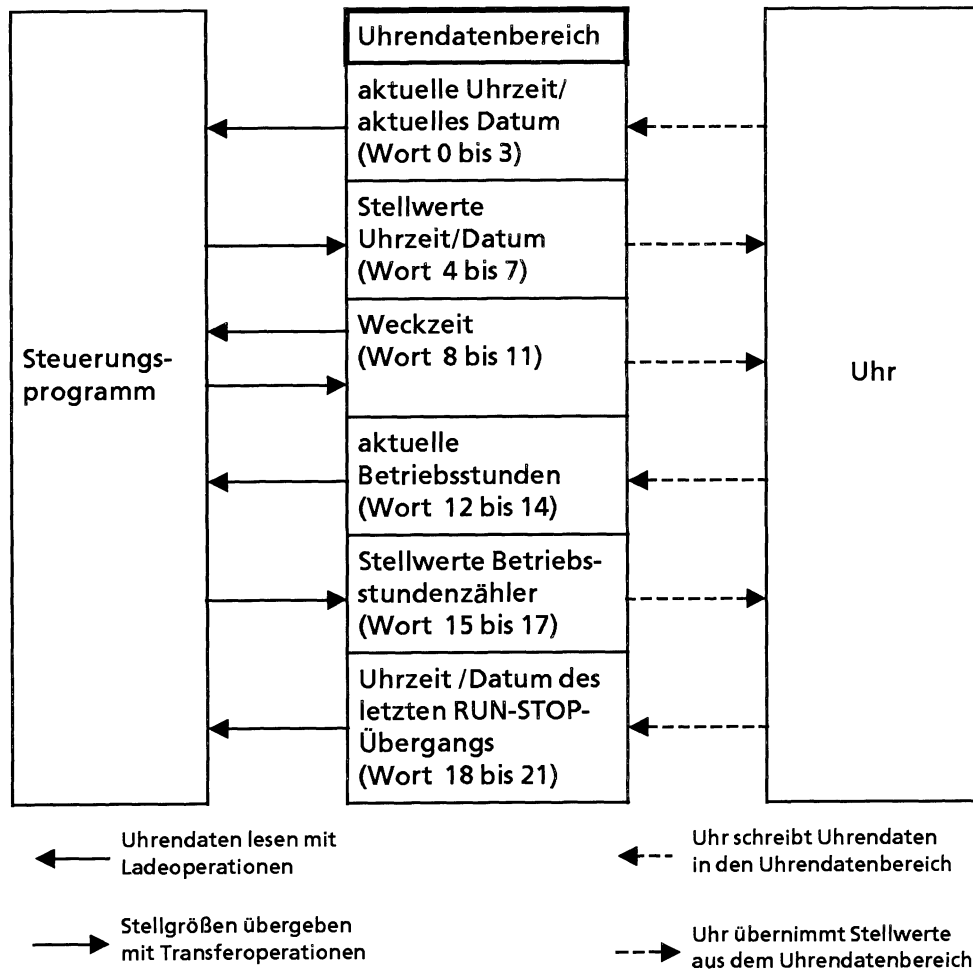 Uhrendatenbereich
aktuelle Uhrzeit/
aktuelles Datum
(Wort 0 bis 3)
Stellwerte
Uhrzeit/Datum
(Wort 4 bis 7)
Weckzeit
(Wort 8 bis 11)
Steuerungs-
programm
Uhr
aktuelle
Betriebsstunden
(Wort 12 bis 14)
Stellwerte Betriebs-
stundenzähler
(Wort 15 bis 17)
Uhrzeit /Datum des
letzten RUN-STOP-
Übergangs
(Wort 18 bis 21)
Uhrendaten lesen mit
Ladeoperationen
Uhr schreibt Uhrendaten
in den Uhrendatenbereich
Stellgrößen übergeben
mit Transferoperationen
Uhr übernimmt Stellwerte
aus dem Uhrendatenbereich